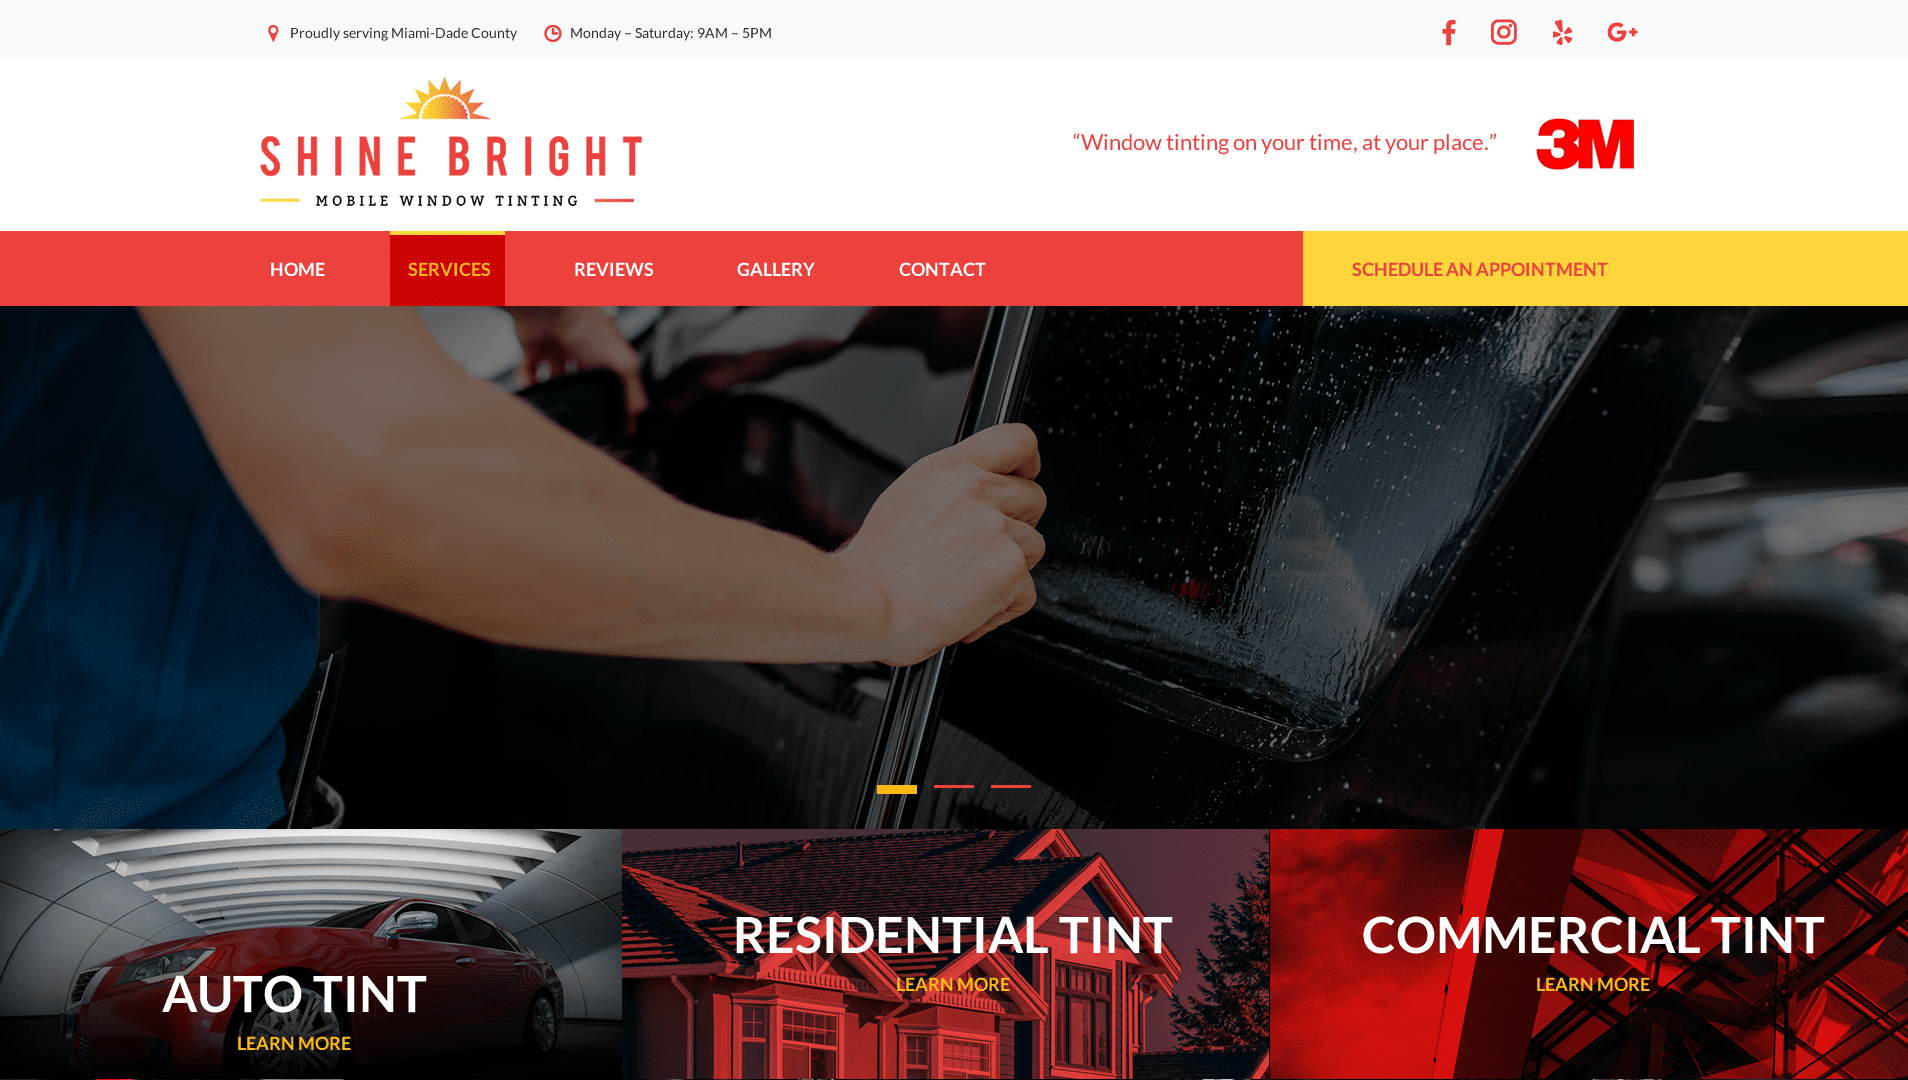 Proudly serving Miami-Dade County
Monday – Saturday: 9AM – 5PM
SHINE BRIGHT
MOBILE WINDOW TINTING
“Window tinting on your time, at your place.”
3M
HOME
SERVICES
REVIEWS
GALLERY
CONTACT
SCHEDULE AN APPOINTMENT
AUTO TINT
LEARN MORE
RESIDENTIAL TINT
LEARN MORE
COMMERCIAL TINT
LEARN MORE